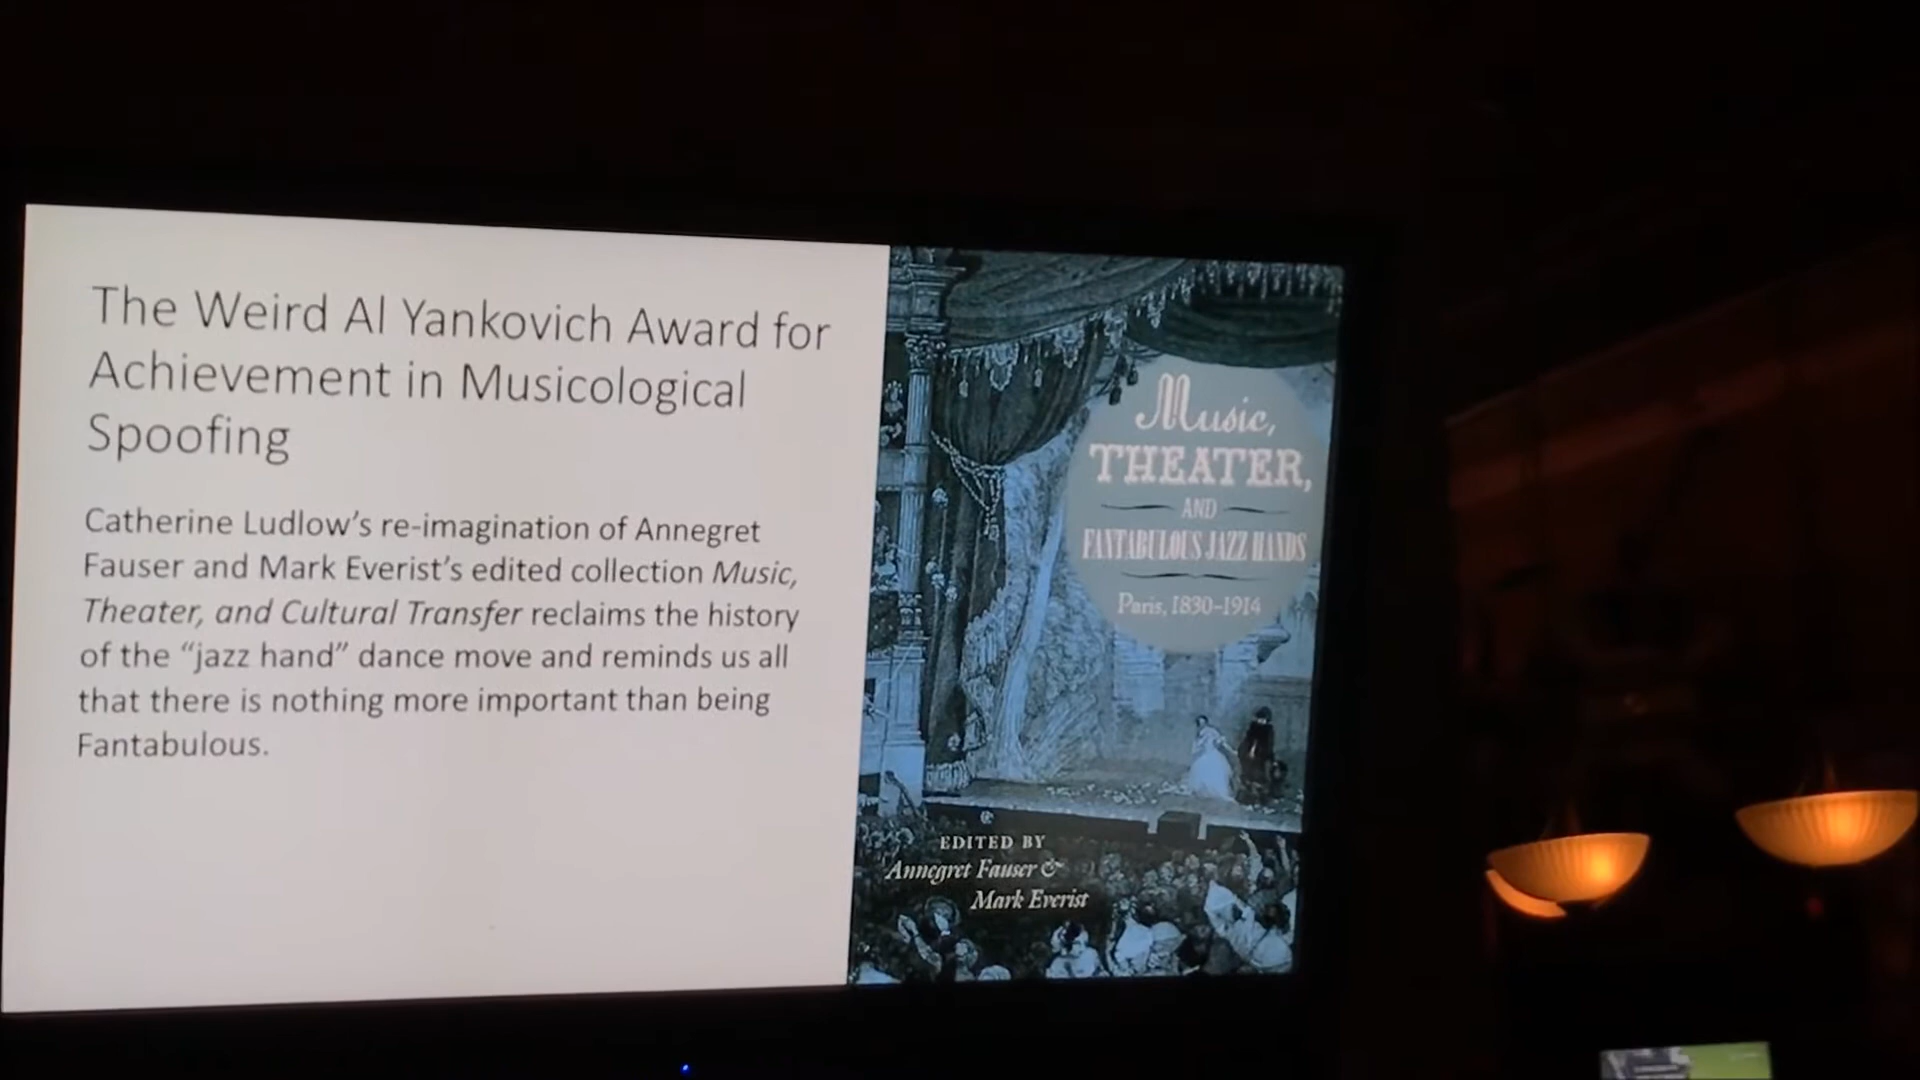 The Weird Al Yankovich Award for
Achievement in Musicological
Spoofing
Catherine Ludlow’s re-imagination of Annegret
Fauser and Mark Everist’s edited collection Music,
Theater, and Cultural Transfer reclaims the history
of the “jazz hand” dance move and reminds us all
that there is nothing more important than being
Fantabulous.
Music,
THEATER,
AND
FANTABULOUS JAZZ HANDS
Paris, 1830–1914
EDITED BY
Annegret Fauser &
Mark Everist